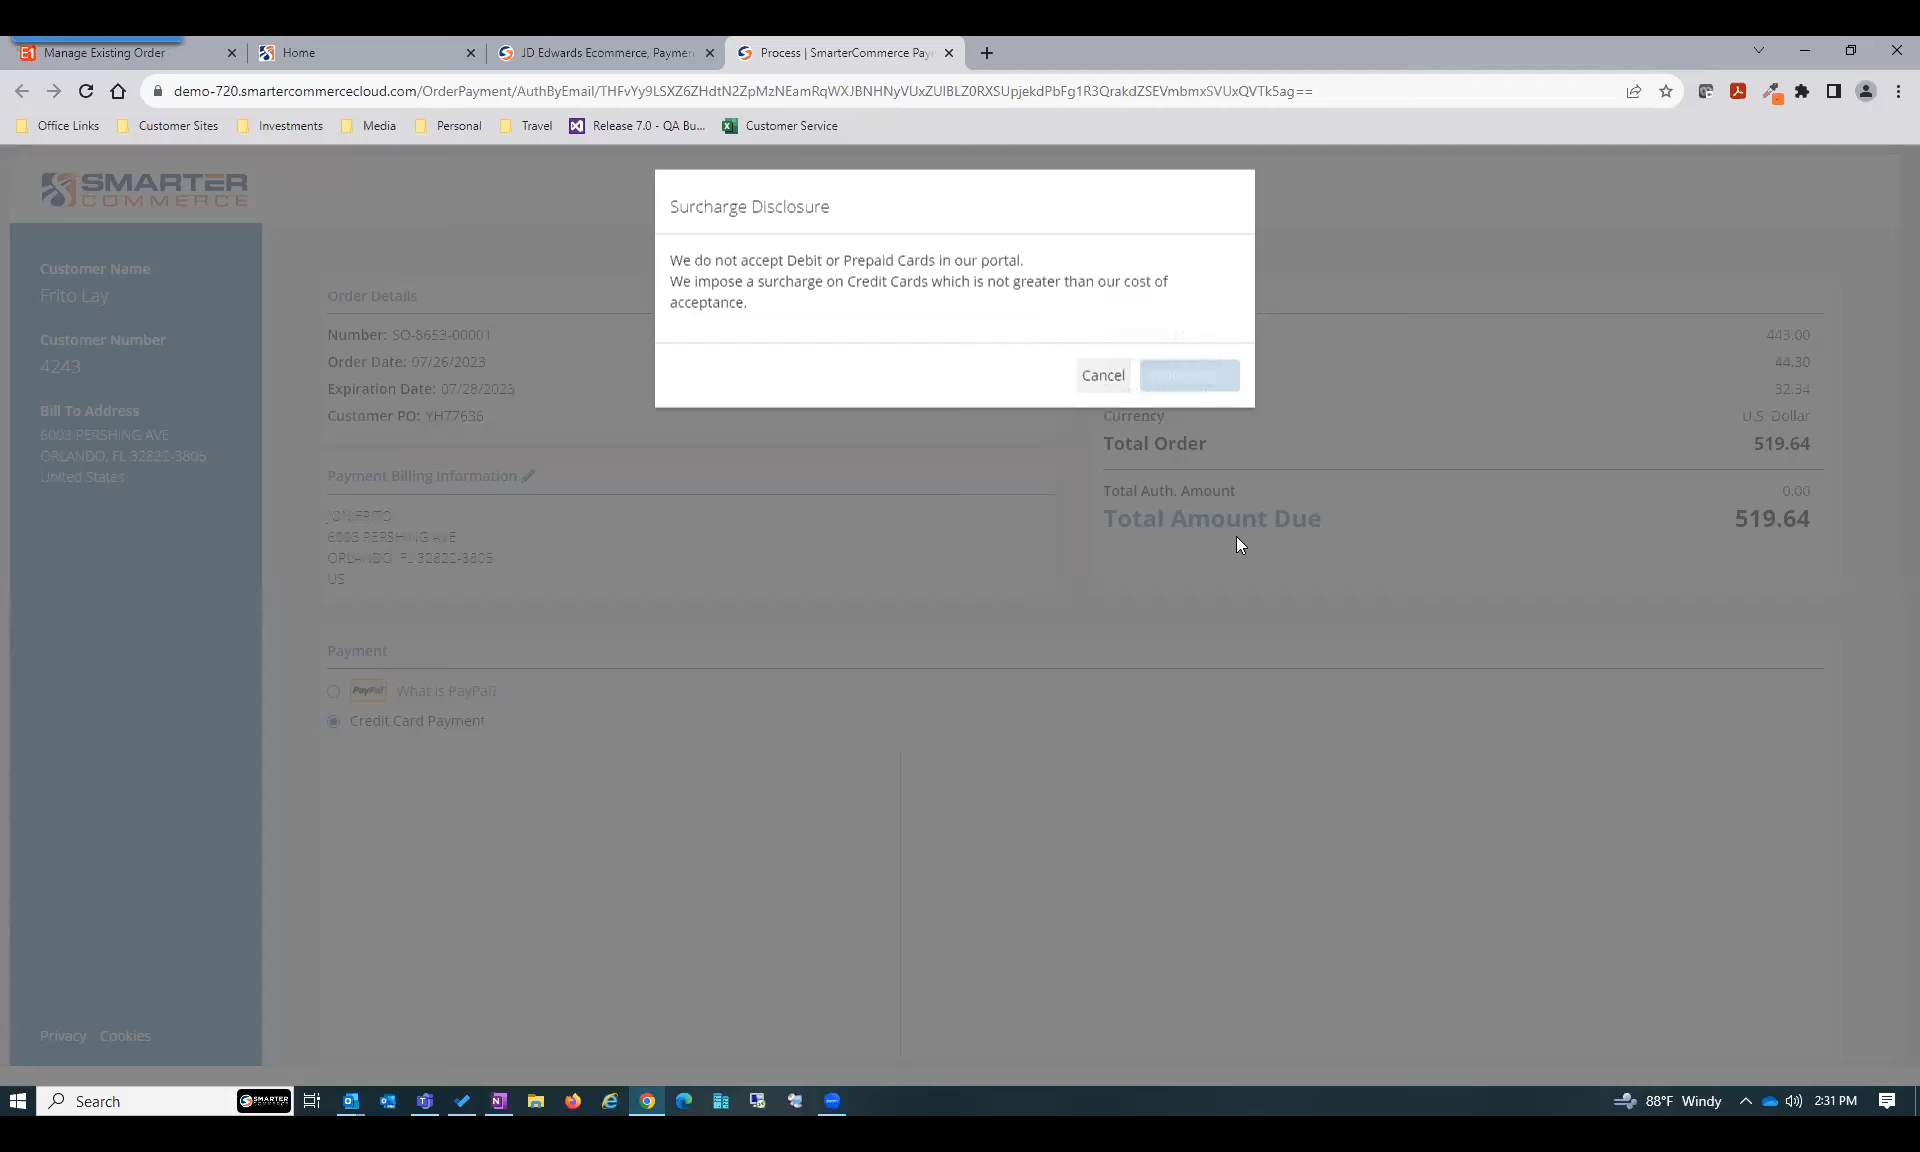 Manage Existing Order
Home
JD Edwards Ecommerce, Paymen
Process | SmarterCommerce Pay
demo-720.smartercommercecloud.com/OrderPayment/AuthByEmail/THFvYy9LSXZ6ZHdtN2ZpMzNEamRqWXJBNHNyVUxZUlBLZ0RXSUpjekdPbFg1R3QrakdZSEVmbmxSVUxQVTk5ag==
Office Links
Customer Sites
Investments
Media
Personal
Travel
Release 7.0 - QA Bu...
Customer Service
SMARTER
COMMERCE
Customer Name
Frito Lay
Customer Number
4243
Bill To Address
6003 PERSHING AVE
ORLANDO, FL 32822-3805
United States
Privacy Cookies
Surcharge Disclosure
We do not accept Debit or Prepaid Cards in our portal.
We impose a surcharge on Credit Cards which is not greater than our cost of
acceptance.
Cancel
Order Details
Number: SO-8653-00001
Order Date: 07/26/2023
Expiration Date: 07/28/2023
Customer PO: YH77636
443.00
44.30
32.34
Currency U.S. Dollar
Total Order 519.64
Total Auth. Amount 0.00
Total Amount Due 519.64
Payment Billing Information
JON FRITO
6003 PERSHING AVE
ORLANDO, FL 32822-3805
US
Payment
PayPal What is PayPal?
Credit Card Payment
Search
SMARTER
COMMERCE
88°F Windy
2:31 PM